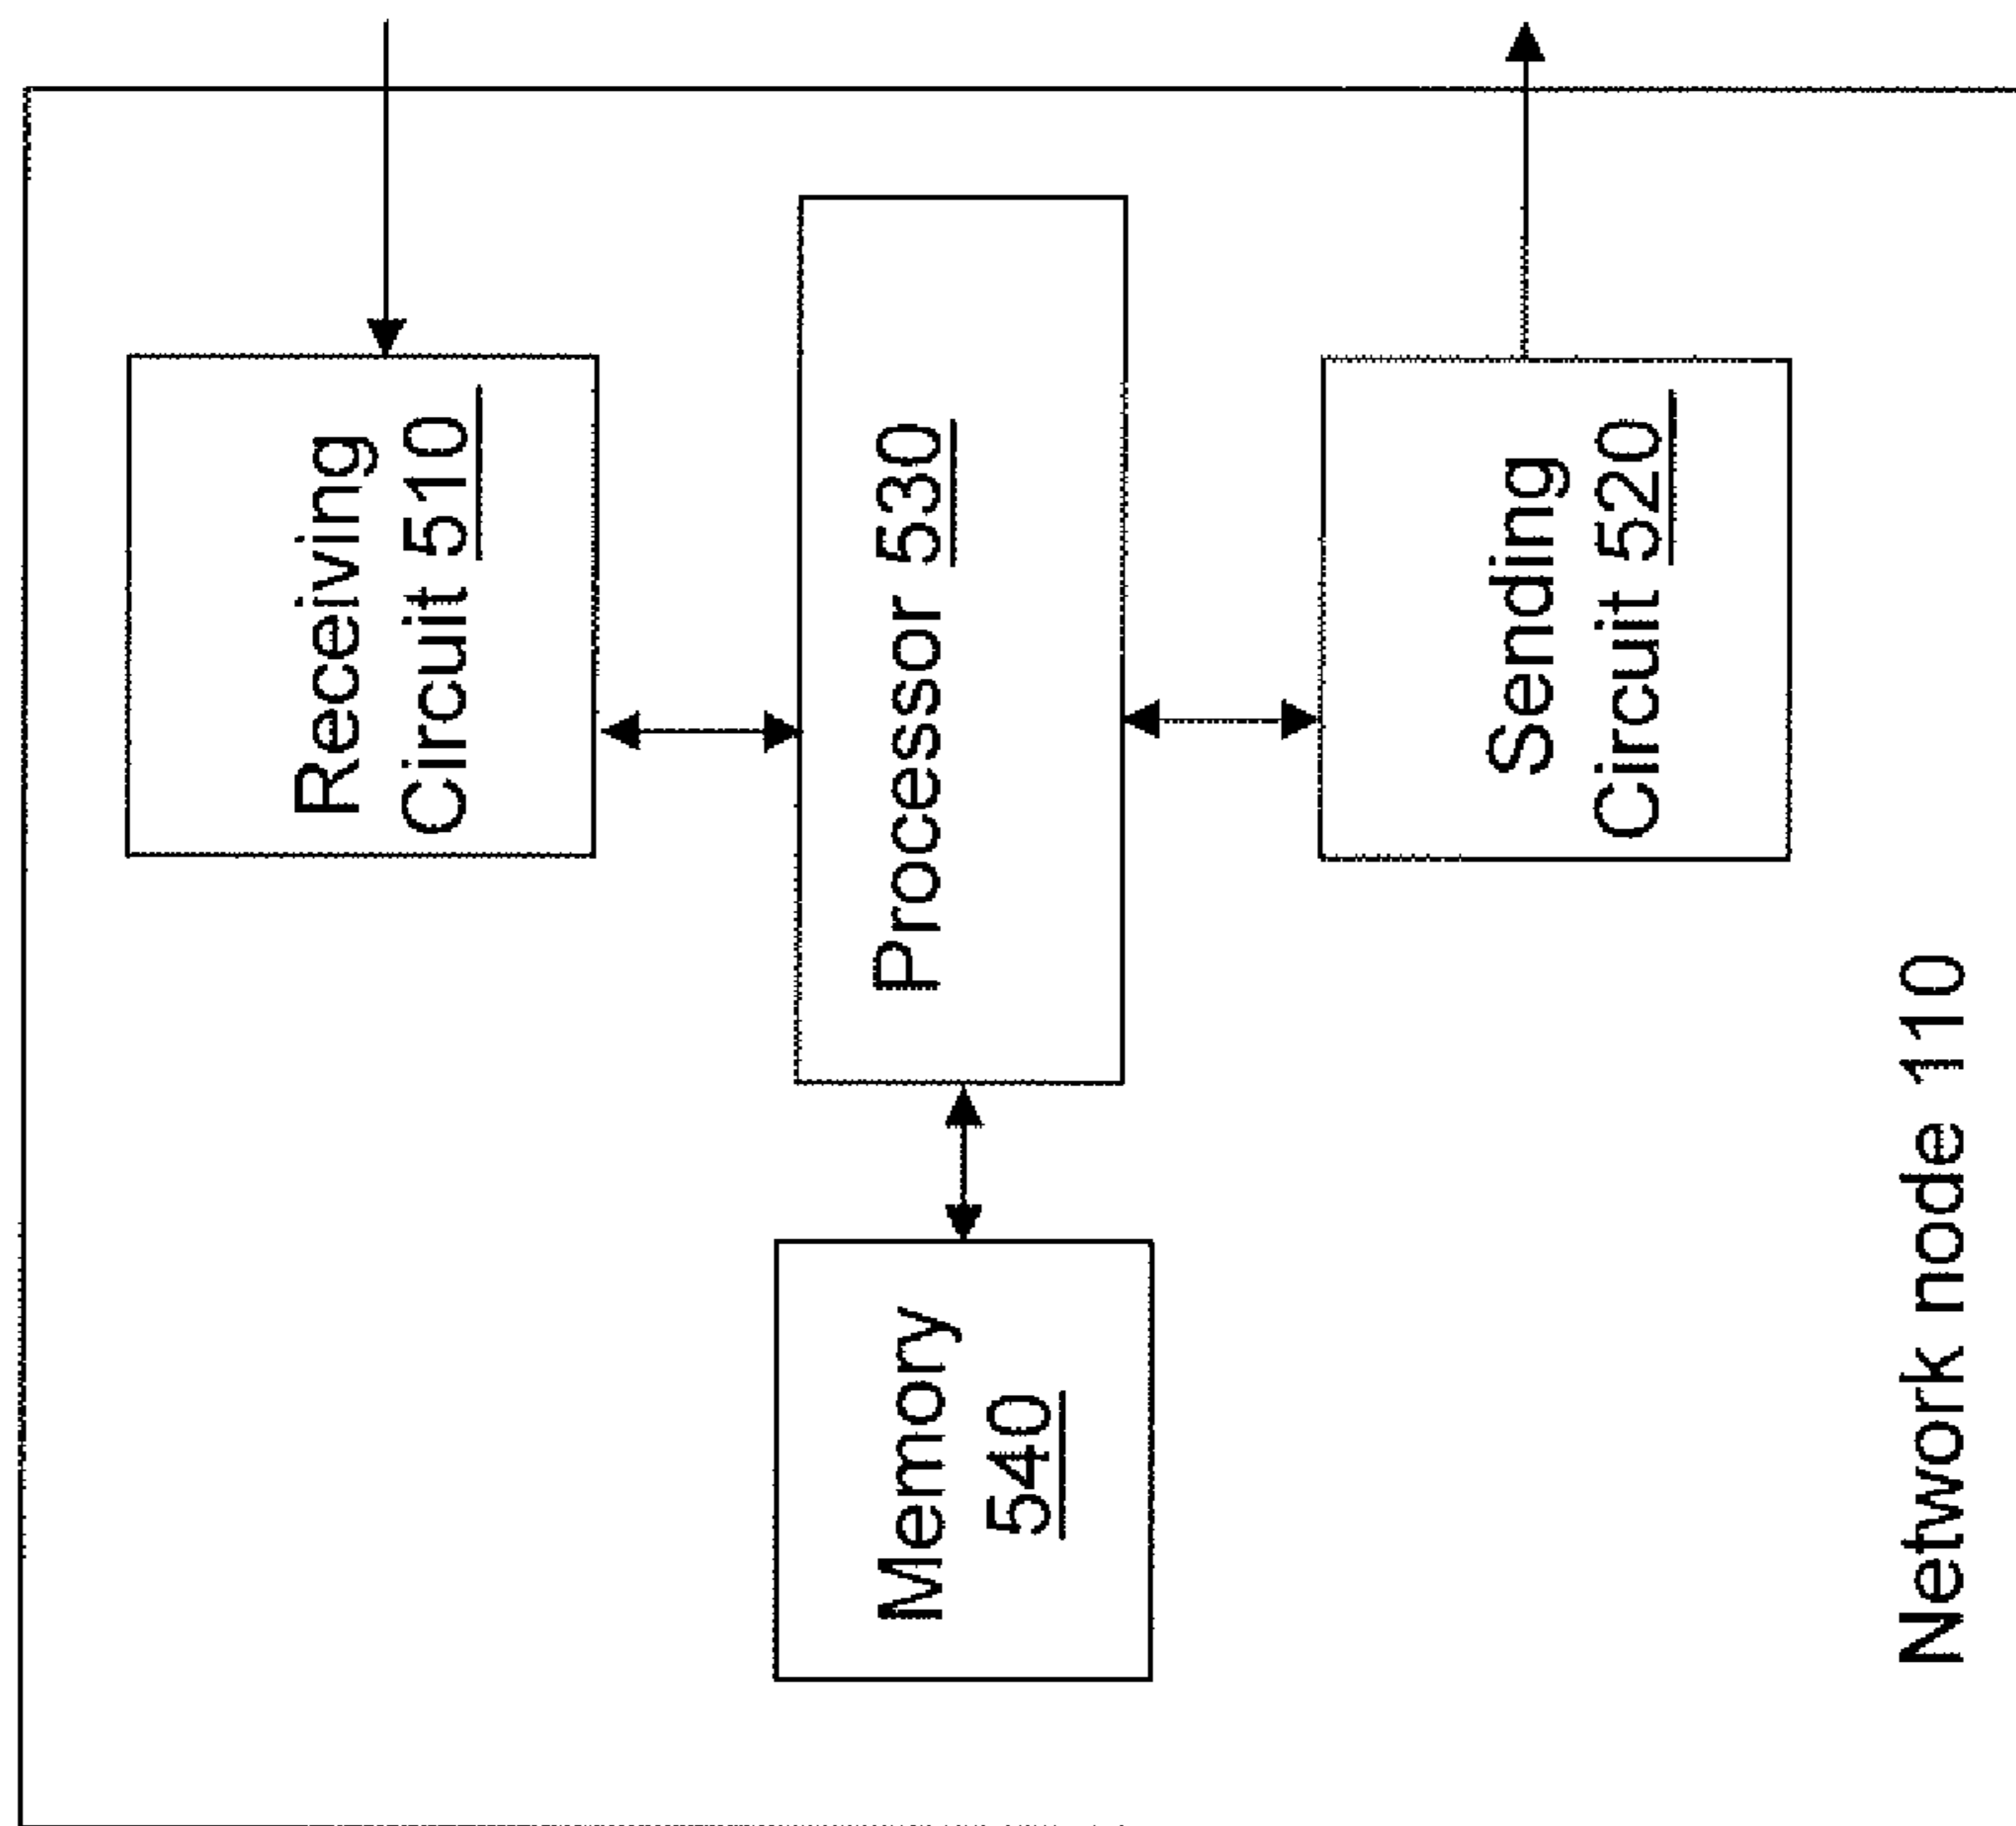 Receiving
Circuit 510
Processor 530
Memory
540
Sending
Circuit 520
Network node 110